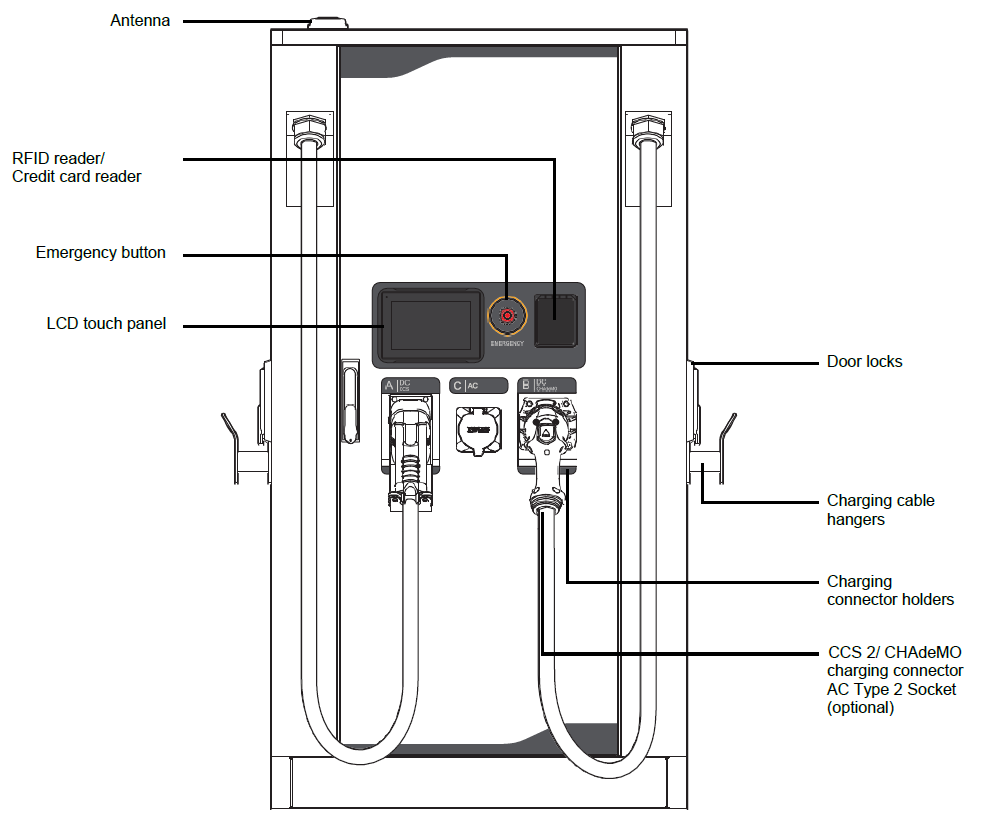 Antenna
RFID reader/
Credit card reader
Emergency button
LCD touch panel
EMERGENCY
A DC
CCS
C AC
B DC
CHAdeMO
Door locks
Charging cable
hangers
Charging
connector holders
CCS 2/ CHAdeMO
charging connector
AC Type 2 Socket
(optional)